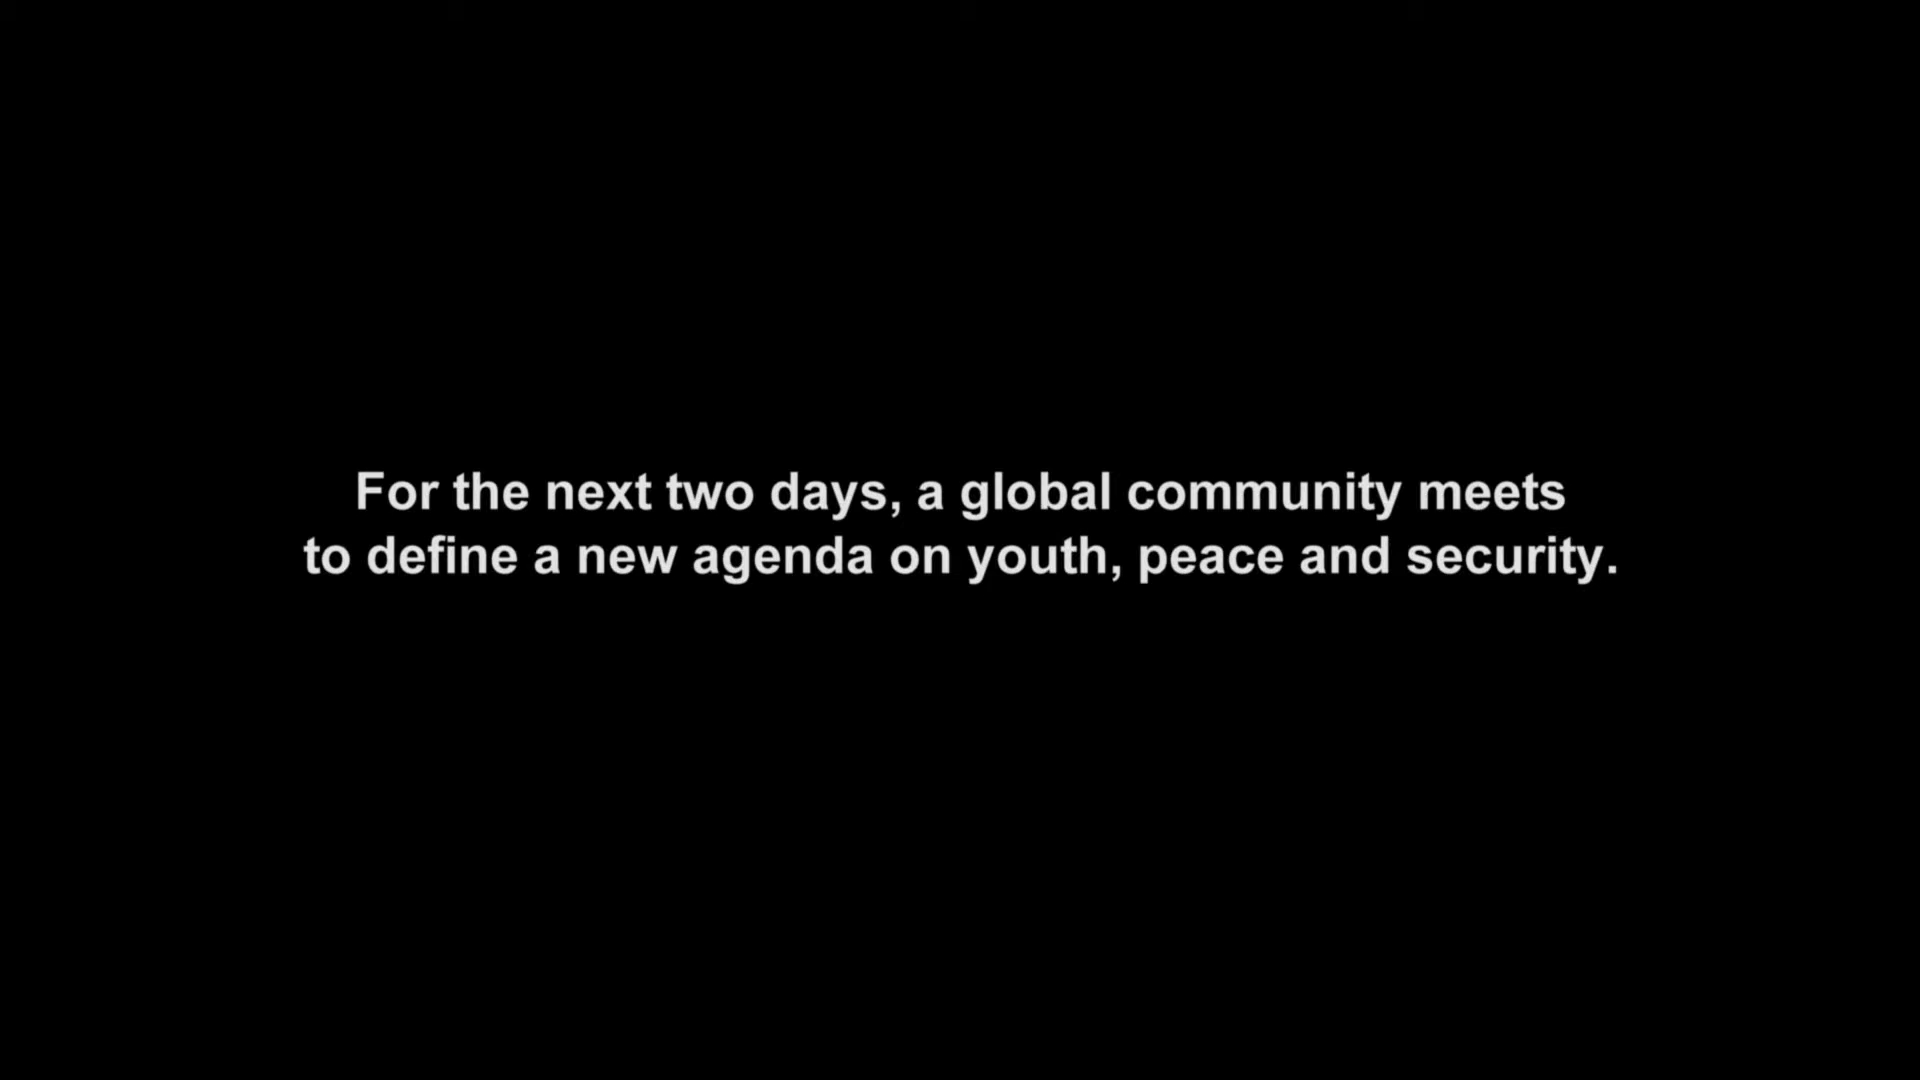 For the next two days, a global community meets
to define a new agenda on youth, peace and security.